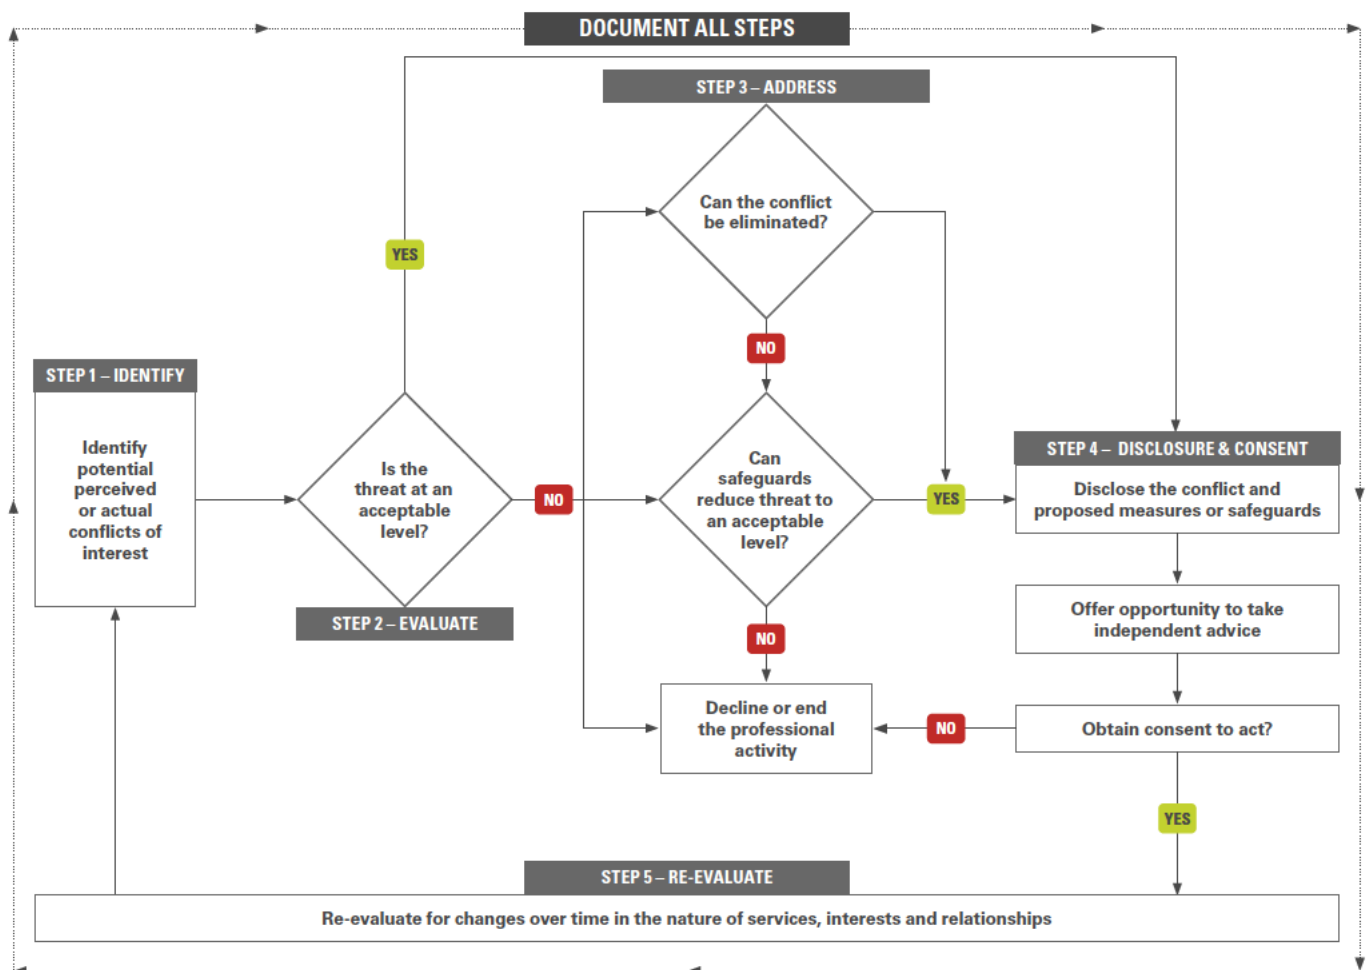 DOCUMENT ALL STEPS
STEP 3 – ADDRESS
Can the conflict
be eliminated?
YES
NO
STEP 1 – IDENTIFY
Identify
potential
perceived
or actual
conflicts of
interest
Is the
threat at an
acceptable
level?
STEP 2 – EVALUATE
NO
Can
safeguards
reduce threat to
an acceptable
level?
YES
NO
STEP 4 – DISCLOSURE & CONSENT
Disclose the conflict and
proposed measures or safeguards
Offer opportunity to take
independent advice
Decline or end
the professional
activity
NO
Obtain consent to act?
YES
STEP 5 – RE-EVALUATE
Re-evaluate for changes over time in the nature of services, interests and relationships